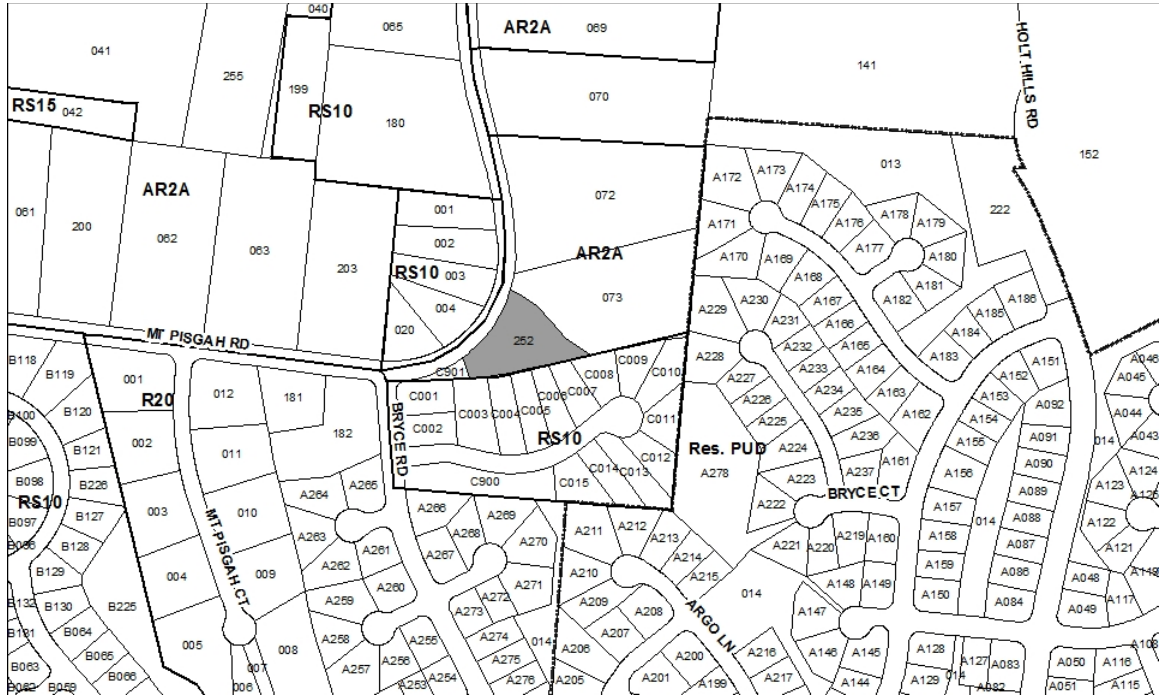 040
065
AR2A
069
041
255
199
RS10
180
070
141
HOLT HILLS RD
RS15
042
152
013
A172
A173
A174
A175
A176
A178
A179
222
AR2A
061
200
062
063
203
001
002
RS10
003
004
020
072
AR2A
073
A171
A177
A180
A170
A169
A168
A181
A182
A186
A185
A184
A183
A229
A230
A167
A231
A166
A232
A165
A228
A233
A164
A227
A234
A163
A226
A235
A162
A225
252
MT PISGAH RD
C901
C009
C010
C008
C007
C006
C005
C004
C003
C001
C002
C011
C012
C013
C014
C015
C900
RS10
BRYCE RD
B118
B119
B120
B100
B099
B121
B098
B226
B097
B127
RS10
B128
B129
B132
B130
B225
B064
B131
B065
B063
B066
B062
B059
001
R20
002
003
004
005
012
181
182
011
010
009
008
007
006
MT. PISGAH CT
A264
A265
A263
A261
A262
A260
A259
A258
A257
A256
A255
A254
A253
A266
A269
A268
A267
A270
A271
A272
A273
A274
A275
A276
014
Res. PUD
A278
A224
A236
A223
A237
A161
A222
BRYCE CT
A211
A212
A213
A214
A215
A210
A209
A208
A207
A206
A205
ARGO LN
A200
A201
A199
A216
A217
014
A221
A220
A219
A160
A148
A149
A147
A146
A145
A144
A151
A152
A153
A154
A155
A156
A157
A158
A159
A150
014
A092
A091
A090
A089
A088
A087
A086
A084
A128
A129
A127
A083
014
A082
A046
A045
A044
A043
014
A124
A123
A122
A121
A048
A049
A117
A050
A051
A116
A115